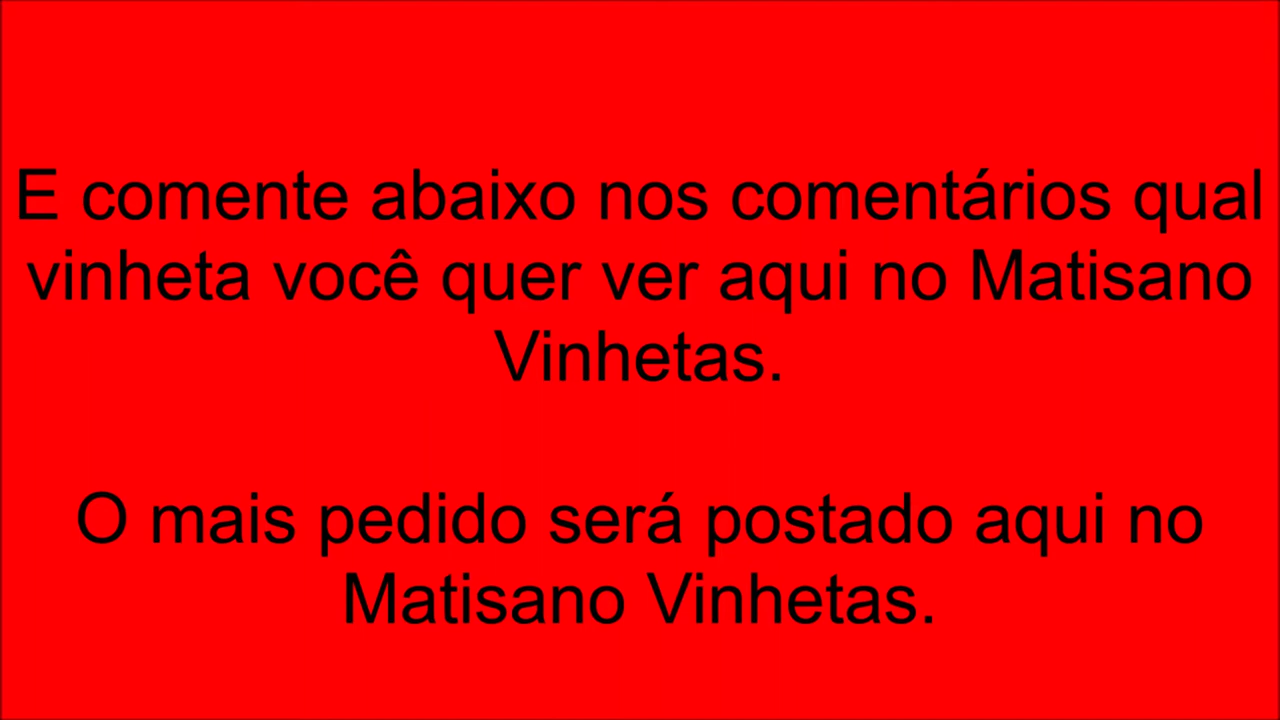 E comente abaixo nos comentários qual
vinheta você quer ver aqui no Matisano
Vinhetas.
O mais pedido será postado aqui no
Matisano Vinhetas.